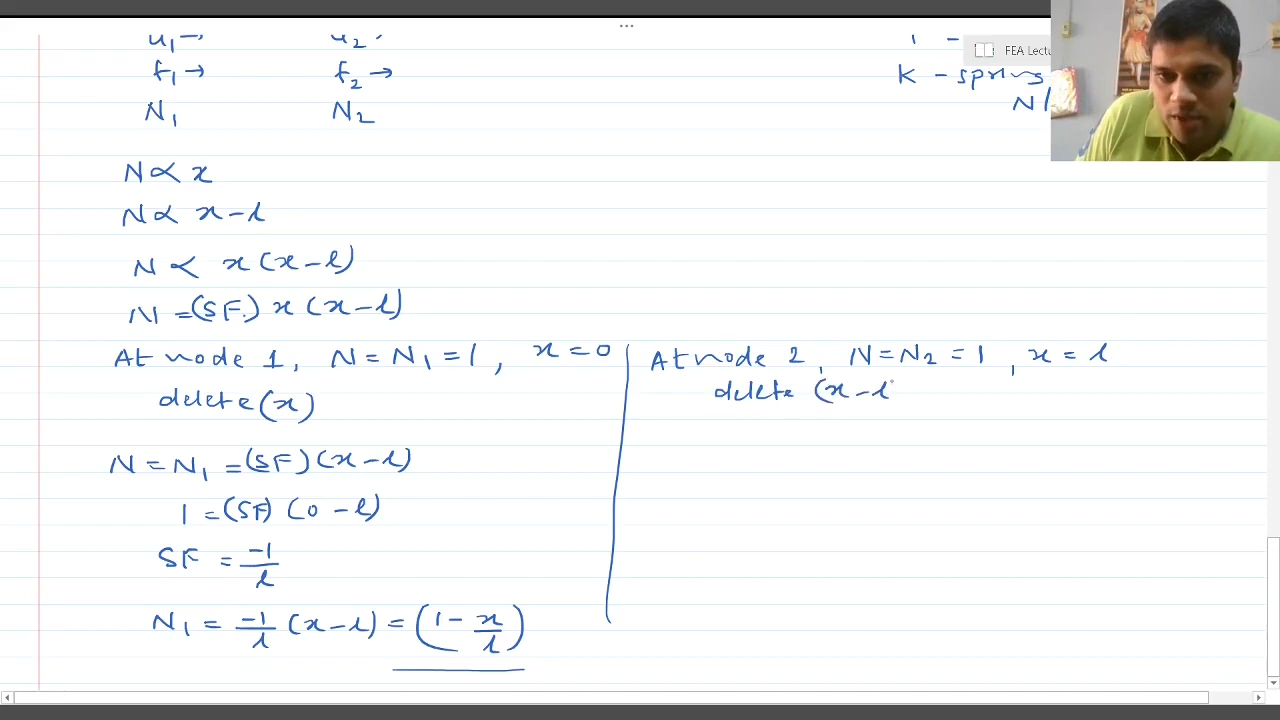 u₁ → u₂ →
f₁ → f₂ →
N₁ N₂
FEA Lectu
K - spring
N/
N ∝ x
N ∝ x - l
N ∝ x (x - l)
N = (SF.) x (x - l)
At node 1, N = N₁ = 1, x = 0
delete (x)
N = N₁ = (SF) (x - l)
1 = (SF) (0 - l)
SF = -1/l
N₁ = -1/l (x - l) = (1 - x/l)
At node 2, N = N₂ = 1, x = l
delete (x - l